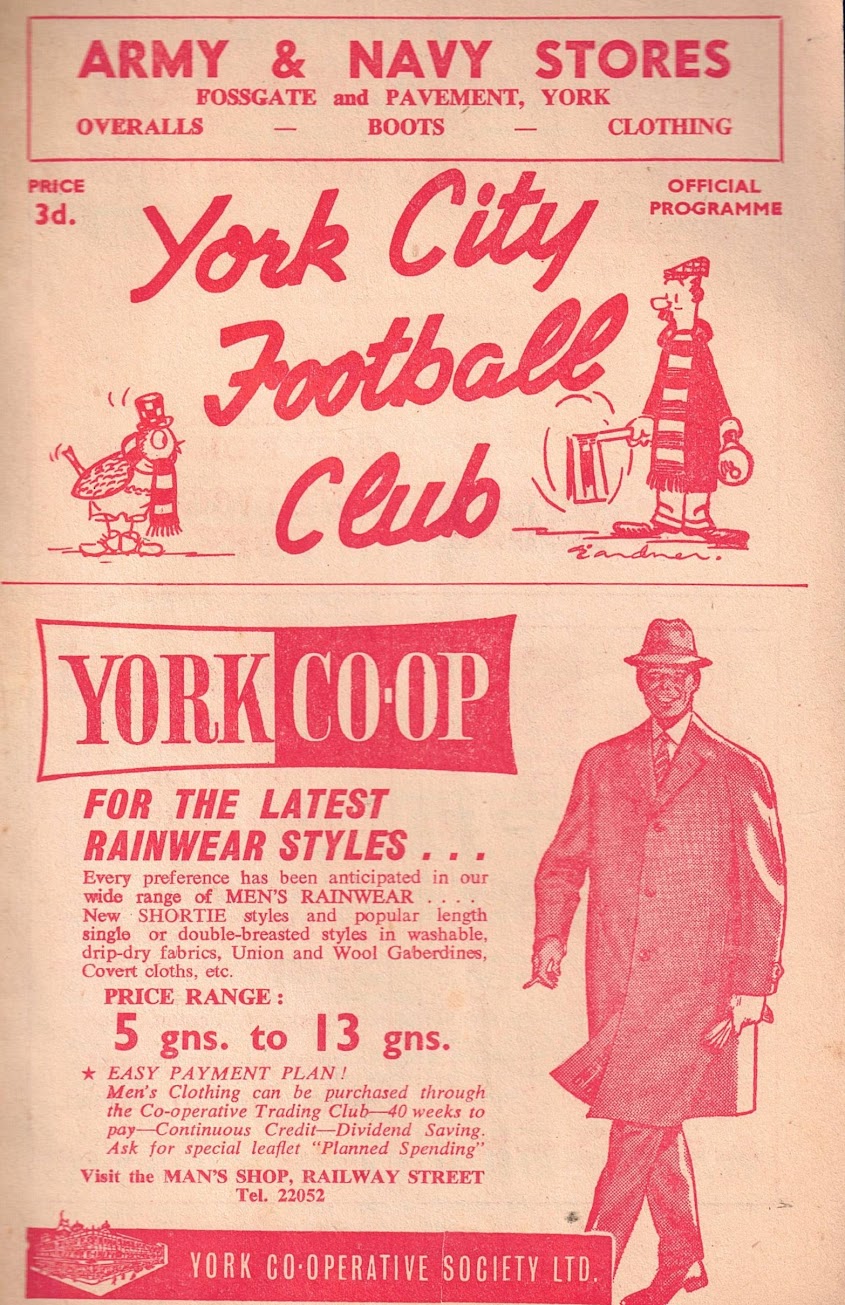 ARMY & NAVY STORES
FOSSGATE and PAVEMENT, YORK
OVERALLS — BOOTS — CLOTHING
PRICE
3d.
OFFICIAL
PROGRAMME
York City
Football
Club
Gardner.
YORK CO·OP
FOR THE LATEST
RAINWEAR STYLES . . .
Every preference has been anticipated in our
wide range of MEN'S RAINWEAR . . . .
New SHORTIE styles and popular length
single or double-breasted styles in washable,
drip-dry fabrics, Union and Wool Gaberdines,
Covert cloths, etc.
PRICE RANGE :
5 gns. to 13 gns.
★ EASY PAYMENT PLAN !
Men's Clothing can be purchased through
the Co-operative Trading Club—40 weeks to
pay—Continuous Credit—Dividend Saving.
Ask for special leaflet "Planned Spending"
Visit the MAN'S SHOP, RAILWAY STREET
Tel. 22052
YORK CO·OPERATIVE SOCIETY LTD.